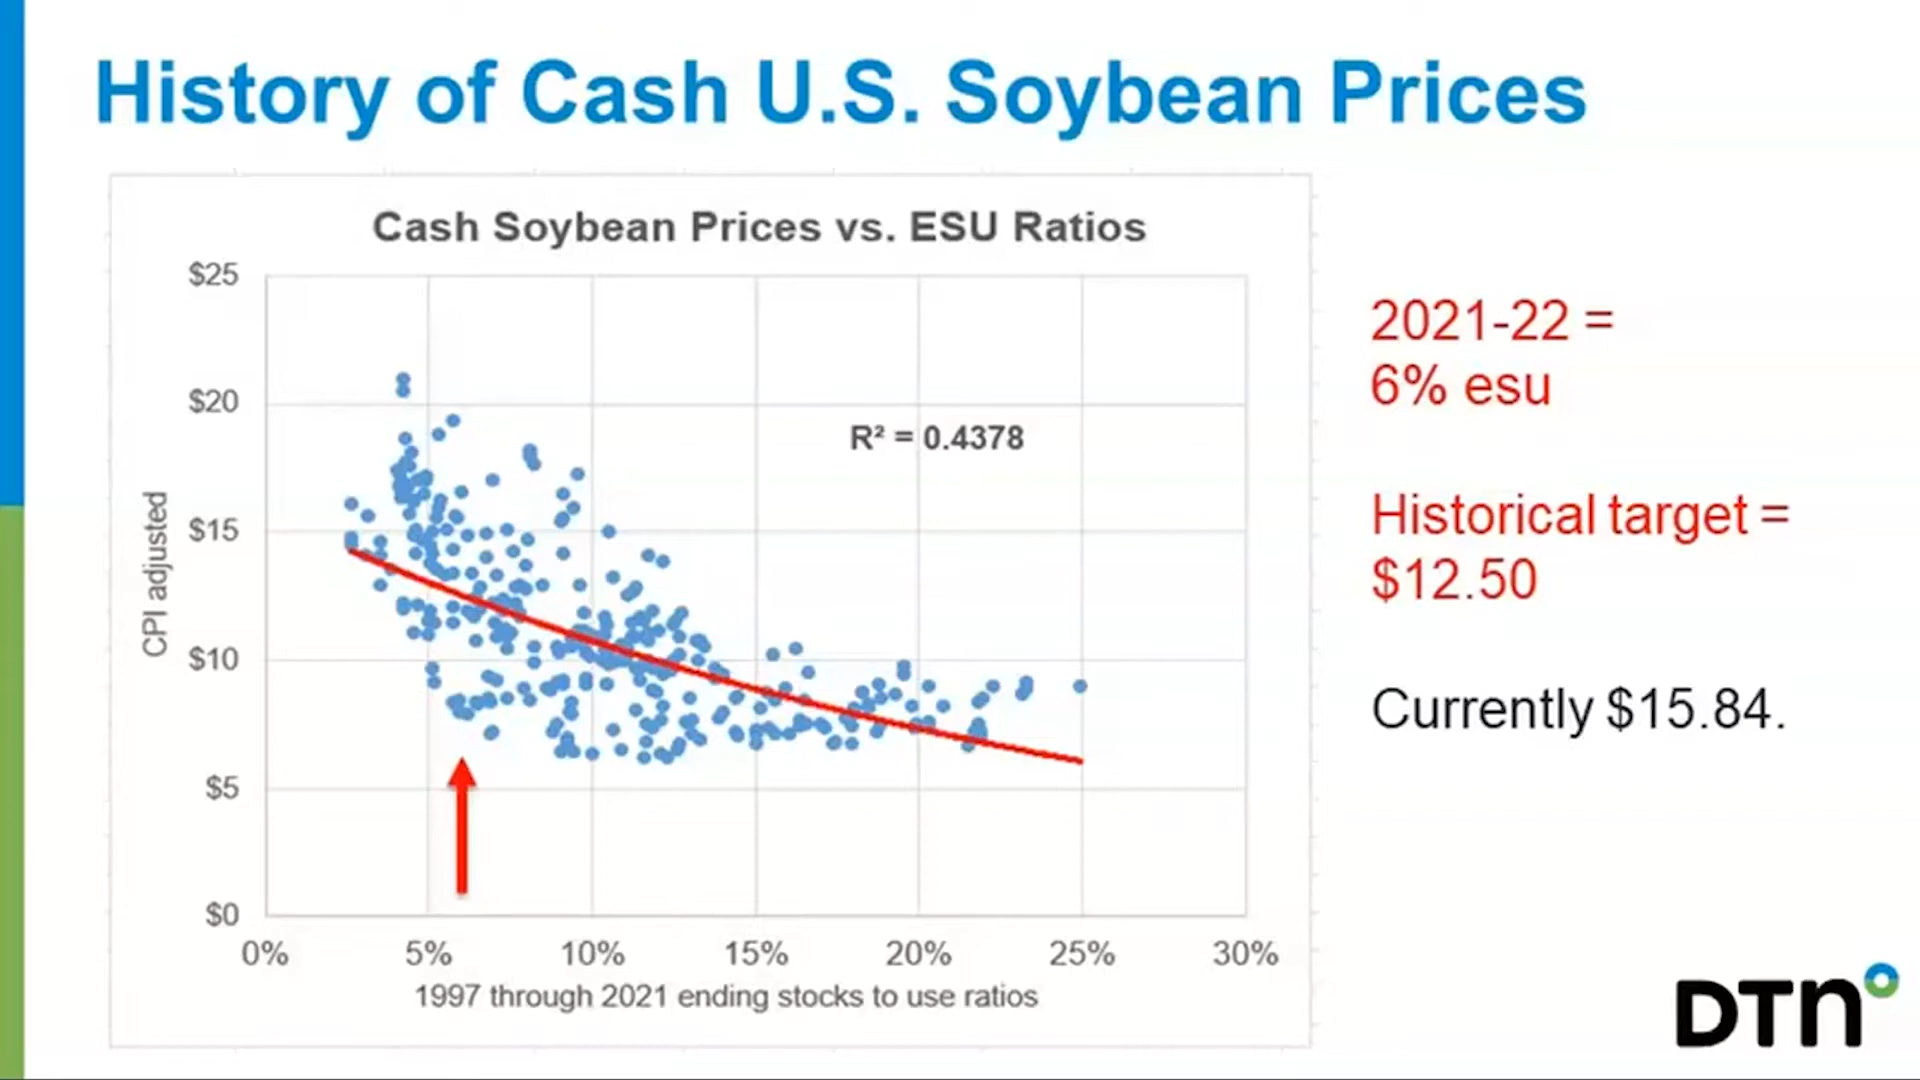 History of Cash U.S. Soybean Prices
Cash Soybean Prices vs. ESU Ratios
$25
$20
$15
$10
$5
$0
CPI adjusted
R² = 0.4378
0% 5% 10% 15% 20% 25% 30%
1997 through 2021 ending stocks to use ratios
2021-22 =
6% esu
Historical target =
$12.50
Currently $15.84.
DTN